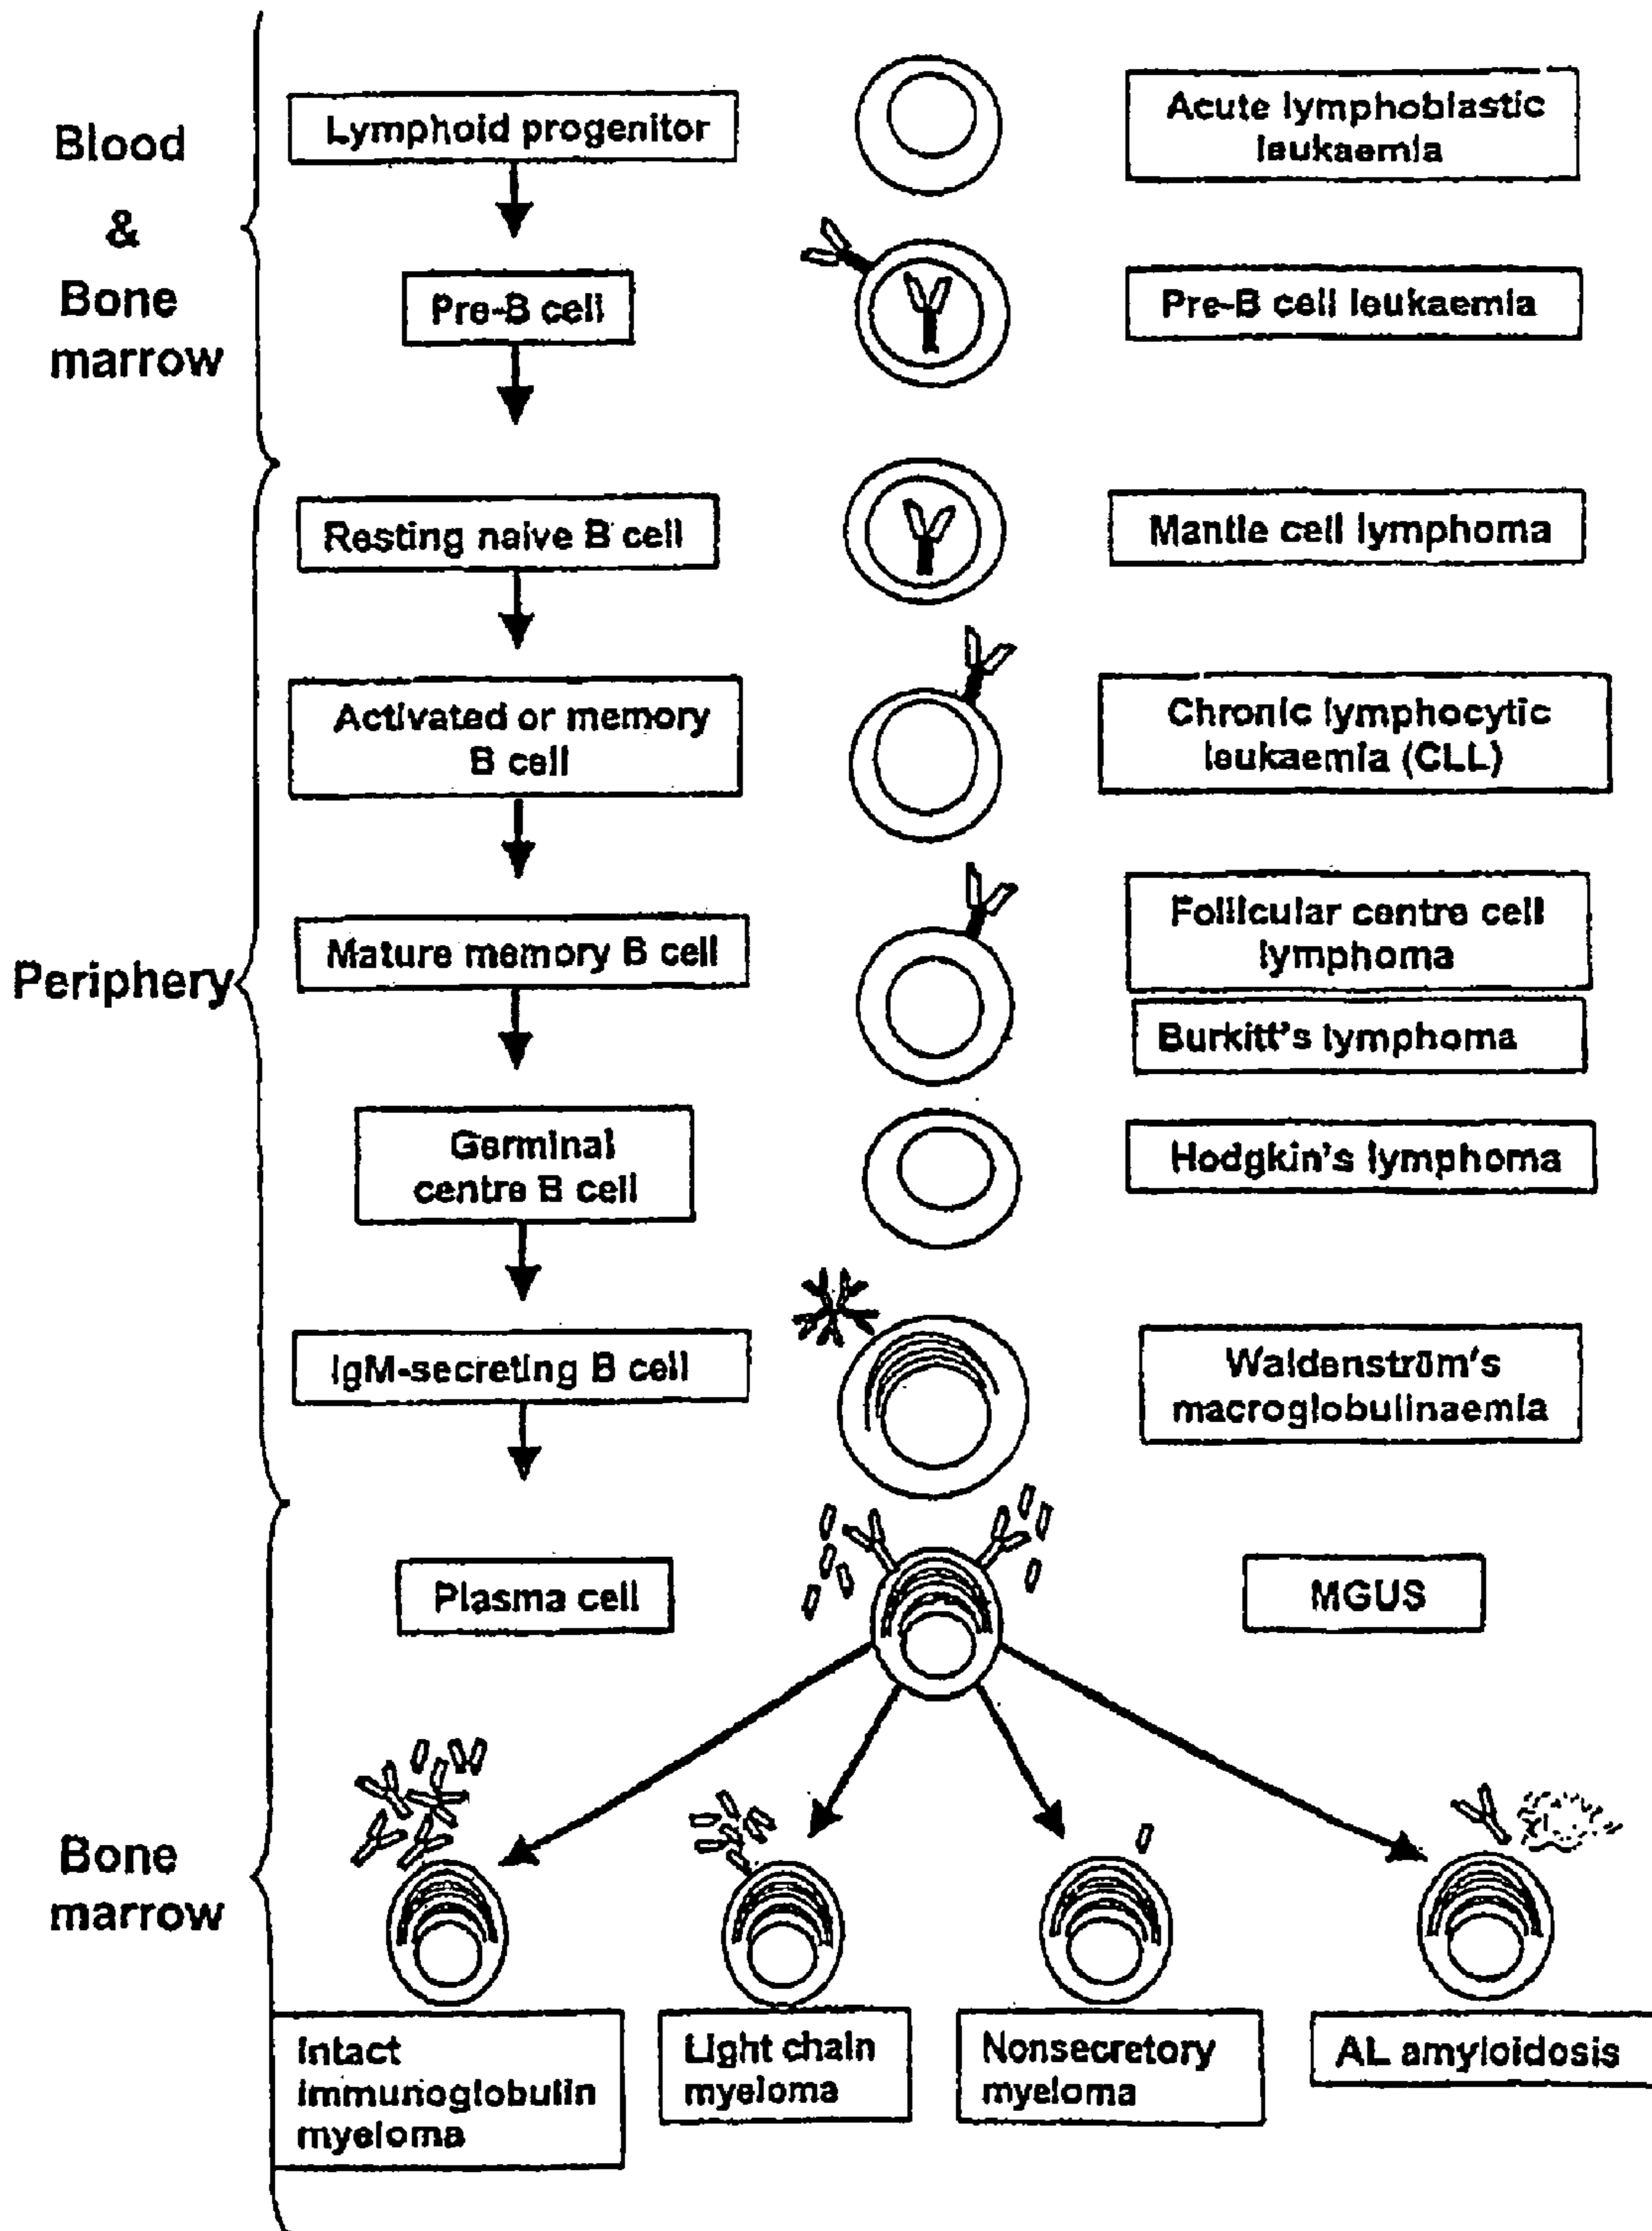 Blood
&
Bone
marrow
Lymphoid progenitor
Acute lymphoblastic
leukaemia
Pre-B cell
Pre-B cell leukaemia
Periphery
Resting naive B cell
Mantle cell lymphoma
Activated or memory
B cell
Chronic lymphocytic
leukaemia (CLL)
Mature memory B cell
Follicular centre cell
lymphoma
Burkitt's lymphoma
Germinal
centre B cell
Hodgkin's lymphoma
IgM-secreting B cell
Waldenström's
macroglobulinaemia
Bone
marrow
Plasma cell
MGUS
Intact
immunoglobulin
myeloma
Light chain
myeloma
Nonsecretory
myeloma
AL amyloidosis